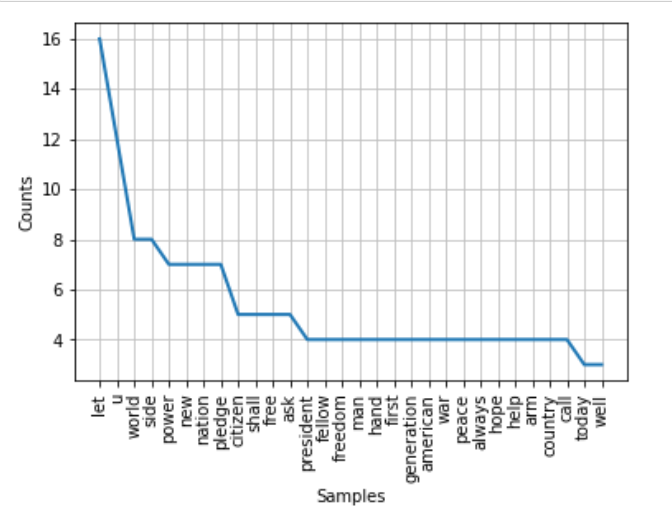 16
14
12
10
8
6
4
Counts
let
u
world
side
power
new
nation
pledge
citizen
shall
free
ask
president
fellow
freedom
man
hand
first
generation
american
war
peace
always
hope
help
arm
country
call
today
well
Samples